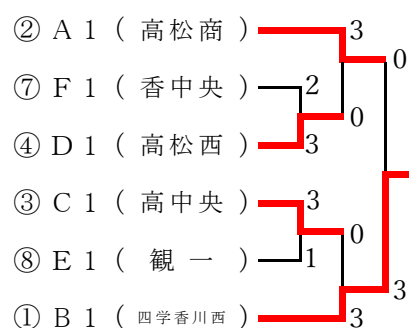 ② A 1 ( 高松商 ) 3
0
⑦ F 1 ( 香中央 ) 2
0
④ D 1 ( 高松西 ) 3
③ C 1 ( 高中央 ) 3
0
⑧ E 1 ( 観一 ) 1
3
① B 1 ( 四学香川西 ) 3